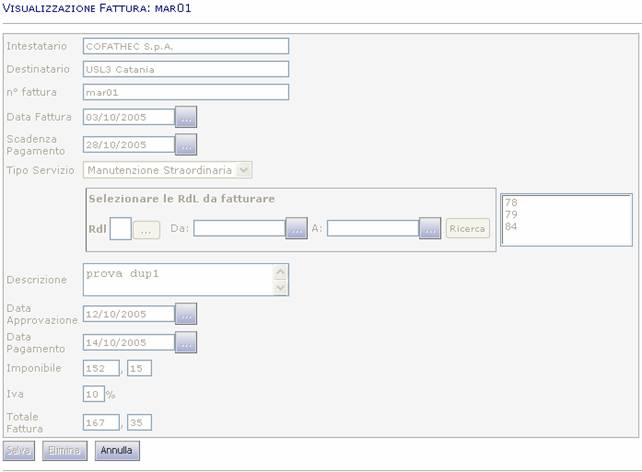 VISUALIZZAZIONE FATTURA: MAR01
Intestatario COFATHEC S.p.A.
Destinatario USL3 Catania
n° fattura mar01
Data Fattura 03/10/2005 ...
Scadenza
Pagamento 28/10/2005 ...
Tipo Servizio Manutenzione Straordinaria
Selezionare le RdL da fatturare
Rdl ... Da: ... A: ... Ricerca
78
79
84
Descrizione prova dup1
Data
Approvazione 12/10/2005 ...
Data
Pagamento 14/10/2005 ...
Imponibile 152 , 15
Iva 10 %
Totale
Fattura 167 , 35
Salva Elimina Annulla